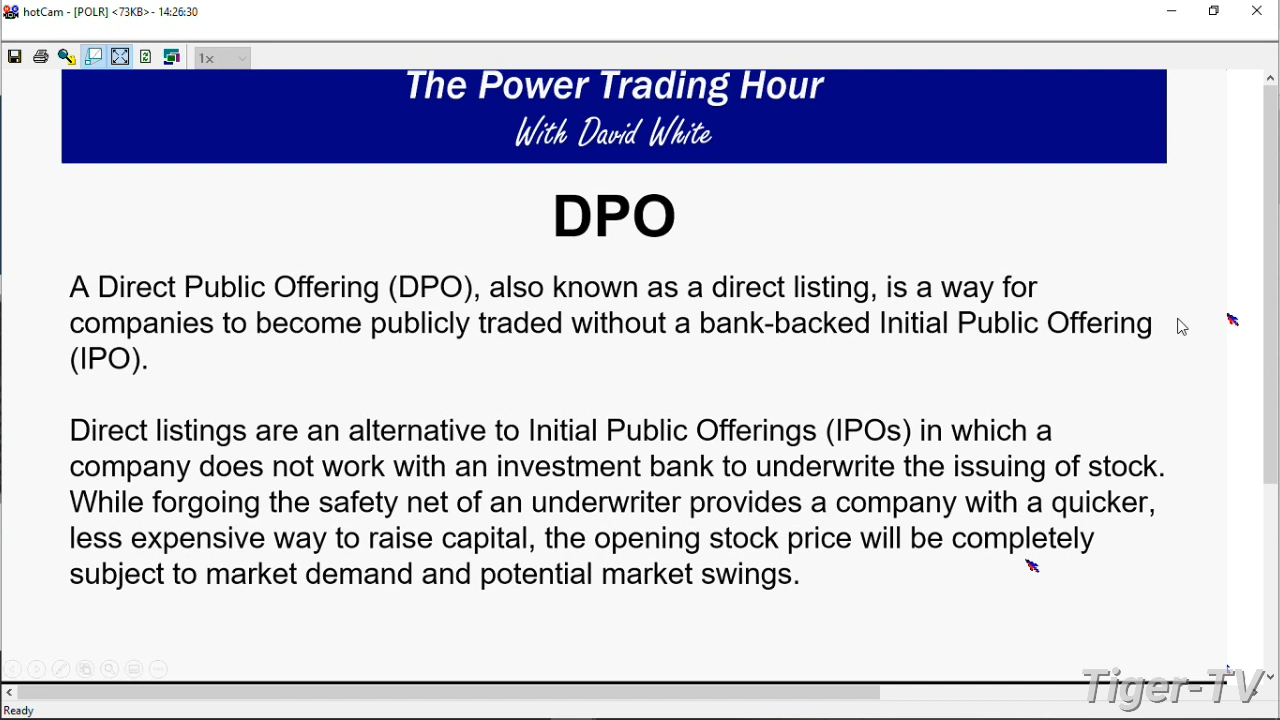 hotCam - [POLR] <73KB> - 14:26:30
1x
The Power Trading Hour
With David White
DPO
A Direct Public Offering (DPO), also known as a direct listing, is a way for
companies to become publicly traded without a bank-backed Initial Public Offering
(IPO).
Direct listings are an alternative to Initial Public Offerings (IPOs) in which a
company does not work with an investment bank to underwrite the issuing of stock.
While forgoing the safety net of an underwriter provides a company with a quicker,
less expensive way to raise capital, the opening stock price will be completely
subject to market demand and potential market swings.
Tiger-TV
Ready